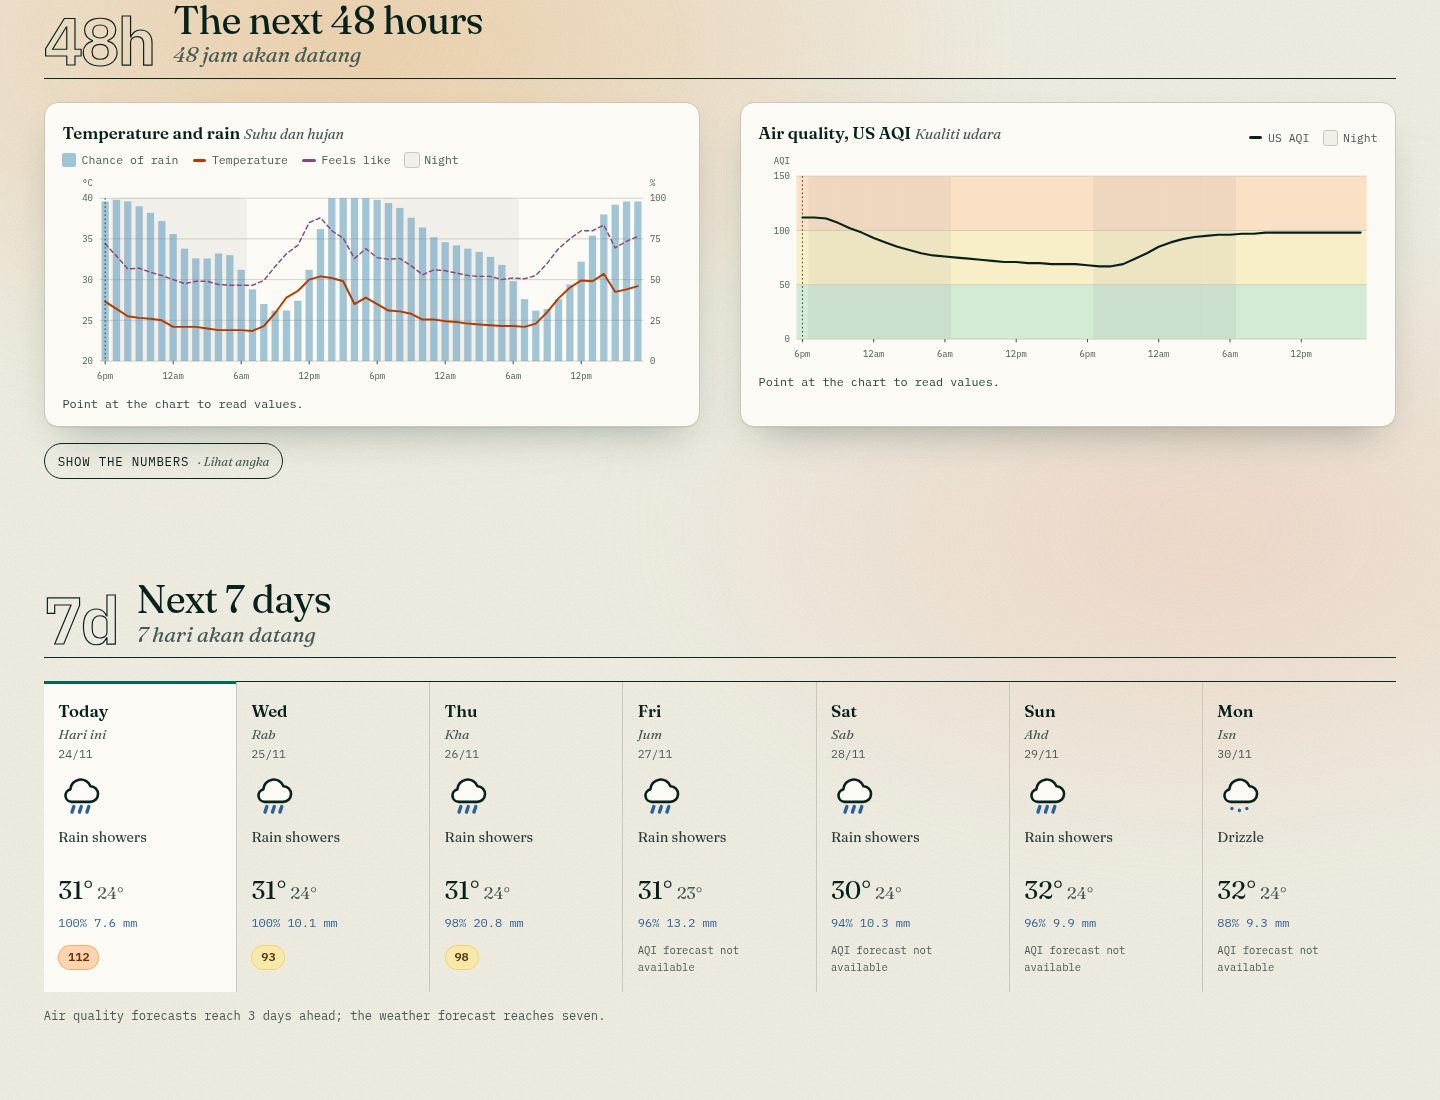 48h
The next 48 hours
48 jam akan datang
Temperature and rain Suhu dan hujan
Chance of rain Temperature Feels like Night
°C %
40 100
35 75
30 50
25 25
20 0
6pm 12am 6am 12pm 6pm 12am 6am 12pm
Point at the chart to read values.
Air quality, US AQI Kualiti udara
US AQI Night
AQI
150
100
50
0
6pm 12am 6am 12pm 6pm 12am 6am 12pm
Point at the chart to read values.
SHOW THE NUMBERS · Lihat angka
7d
Next 7 days
7 hari akan datang
Today
Hari ini
24/11
Rain showers
31° 24°
100% 7.6 mm
112
Wed
Rab
25/11
Rain showers
31° 24°
100% 10.1 mm
93
Thu
Kha
26/11
Rain showers
31° 24°
98% 20.8 mm
98
Fri
Jum
27/11
Rain showers
31° 23°
96% 13.2 mm
AQI forecast not
available
Sat
Sab
28/11
Rain showers
30° 24°
94% 10.3 mm
AQI forecast not
available
Sun
Ahd
29/11
Rain showers
32° 24°
96% 9.9 mm
AQI forecast not
available
Mon
Isn
30/11
Drizzle
32° 24°
88% 9.3 mm
AQI forecast not
available
Air quality forecasts reach 3 days ahead; the weather forecast reaches seven.